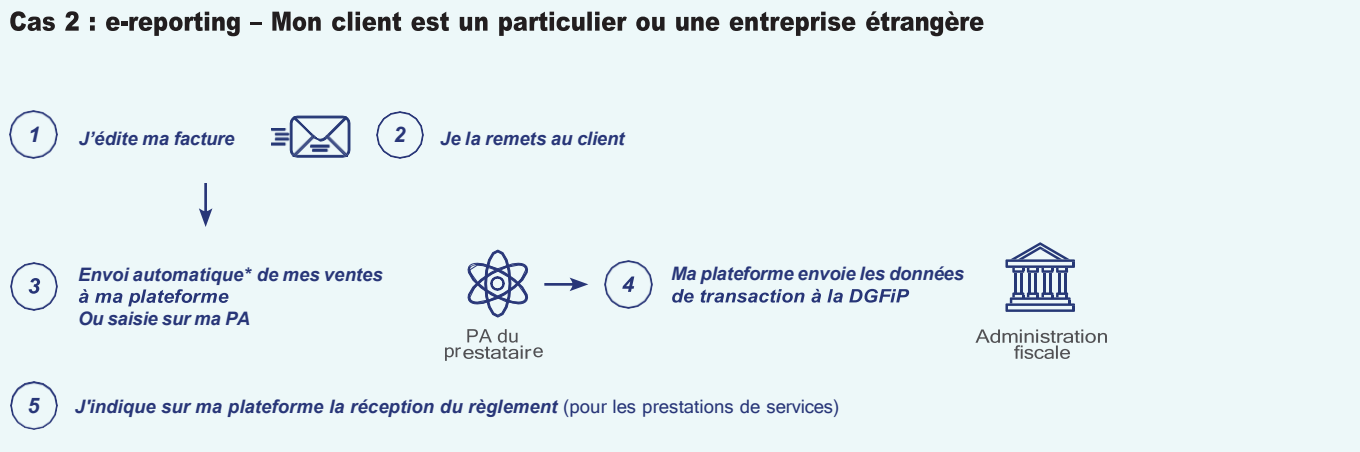 Cas 2 : e-reporting – Mon client est un particulier ou une entreprise étrangère
1 J’édite ma facture
2 Je la remets au client
3 Envoi automatique* de mes ventes
à ma plateforme
Ou saisie sur ma PA
PA du
prestataire
4 Ma plateforme envoie les données
de transaction à la DGFiP
Administration
fiscale
5 J'indique sur ma plateforme la réception du règlement (pour les prestations de services)